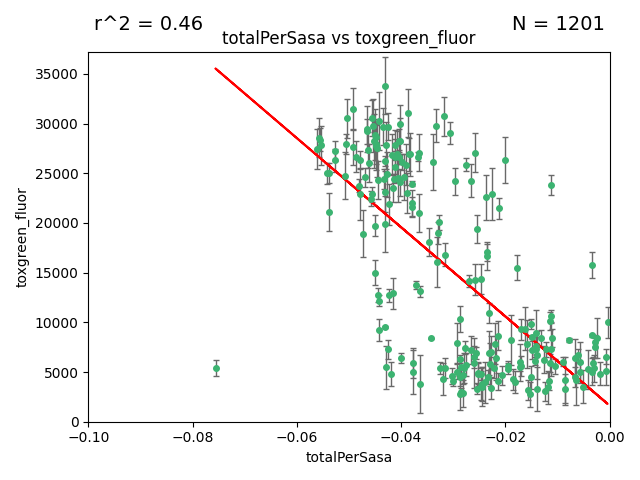 r^2 = 0.46 N = 1201
totalPerSasa vs toxgreen_fluor
toxgreen_fluor
35000
30000
25000
20000
15000
10000
5000
0
−0.10 −0.08 −0.06 −0.04 −0.02 0.00
totalPerSasa